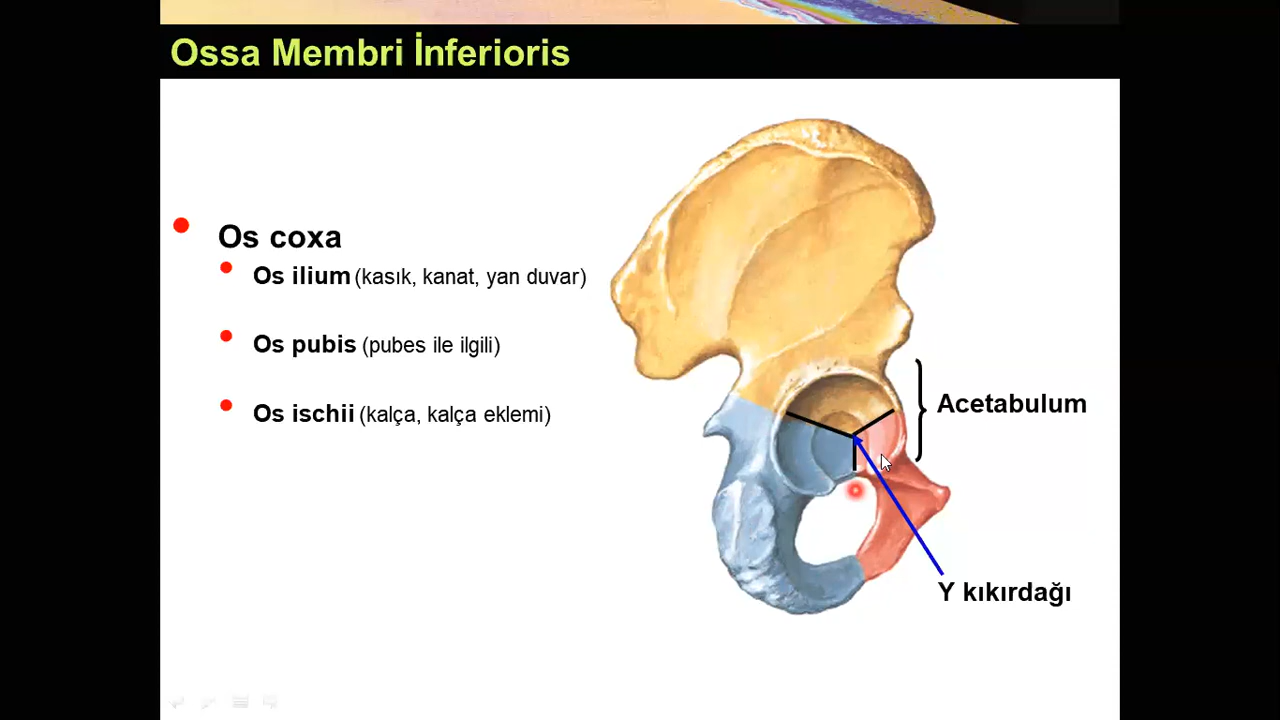 Ossa Membri İnferioris
Os coxa
Os ilium (kasık, kanat, yan duvar)
Os pubis (pubes ile ilgili)
Os ischii (kalça, kalça eklemi)
Acetabulum
Y kıkırdağı